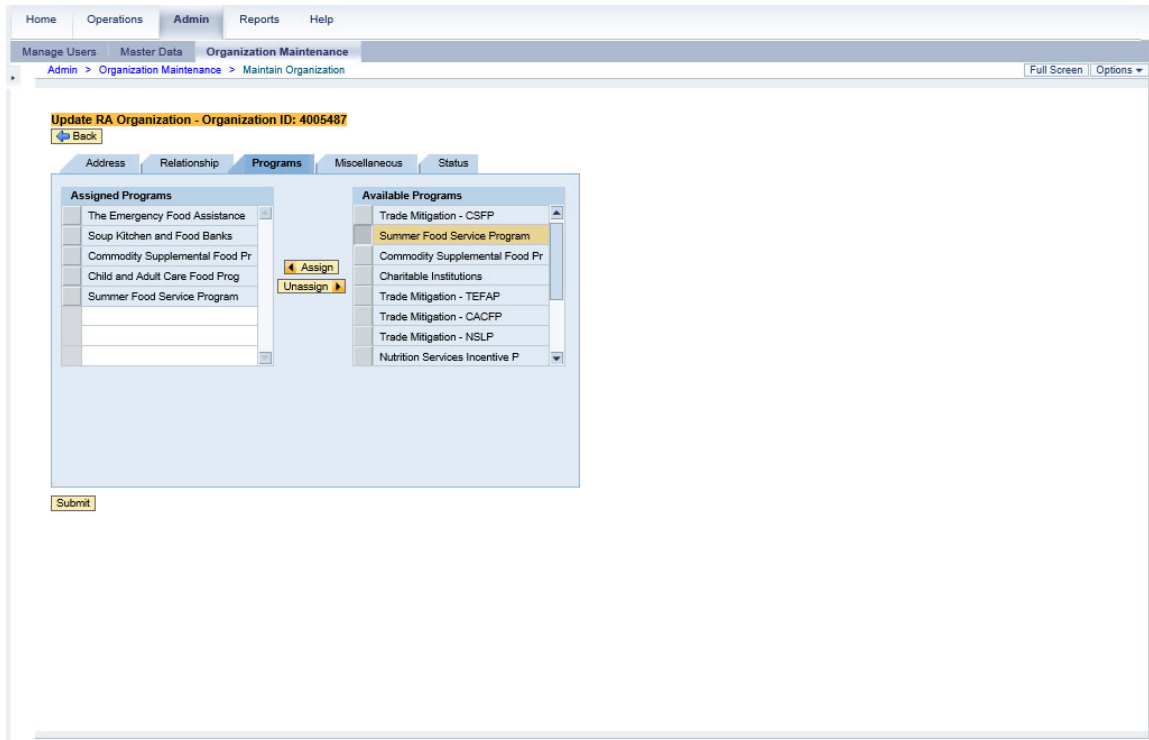 Home Operations Admin Reports Help
Manage Users Master Data Organization Maintenance
Admin > Organization Maintenance > Maintain Organization Full Screen Options
Update RA Organization - Organization ID: 4005487
Back
Address Relationship Programs Miscellaneous Status
Assigned Programs
The Emergency Food Assistance
Soup Kitchen and Food Banks
Commodity Supplemental Food Pr
Child and Adult Care Food Prog
Summer Food Service Program
Assign
Unassign
Available Programs
Trade Mitigation - CSFP
Summer Food Service Program
Commodity Supplemental Food Pr
Charitable Institutions
Trade Mitigation - TEFAP
Trade Mitigation - CACFP
Trade Mitigation - NSLP
Nutrition Services Incentive P
Submit